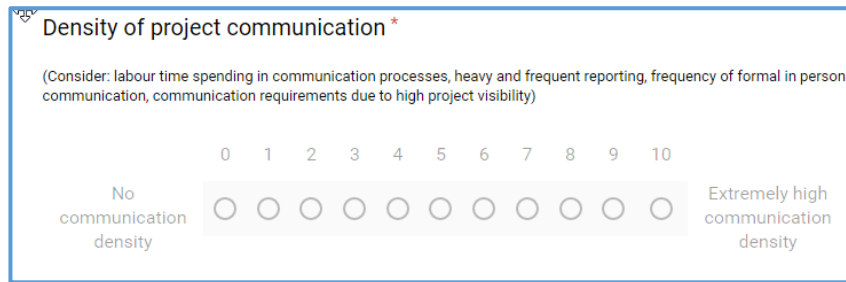 Density of project communication *
(Consider: labour time spending in communication processes, heavy and frequent reporting, frequency of formal in person
communication, communication requirements due to high project visibility)
0 1 2 3 4 5 6 7 8 9 10
No
communication
density
Extremely high
communication
density